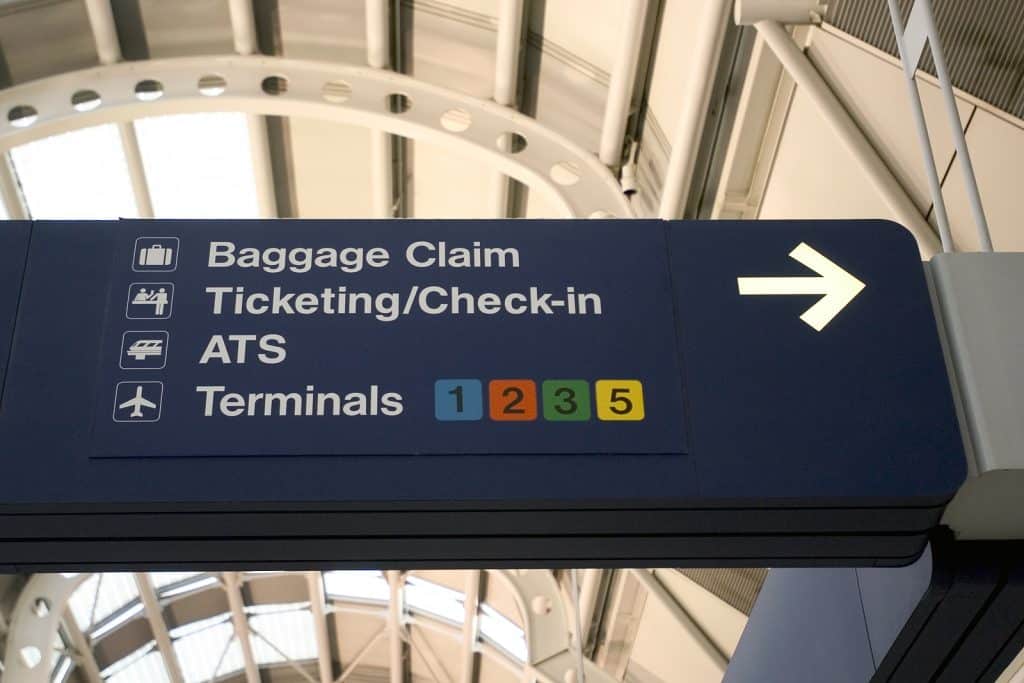 Baggage Claim
Ticketing/Check-in
ATS
Terminals 1 2 3 5